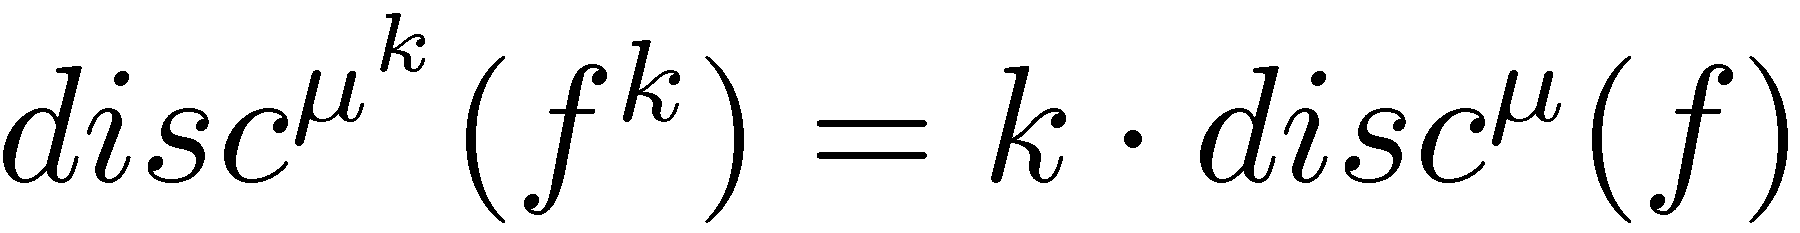 $disc^{\mu^k}(f^k) = k \cdot disc^{\mu}(f)$